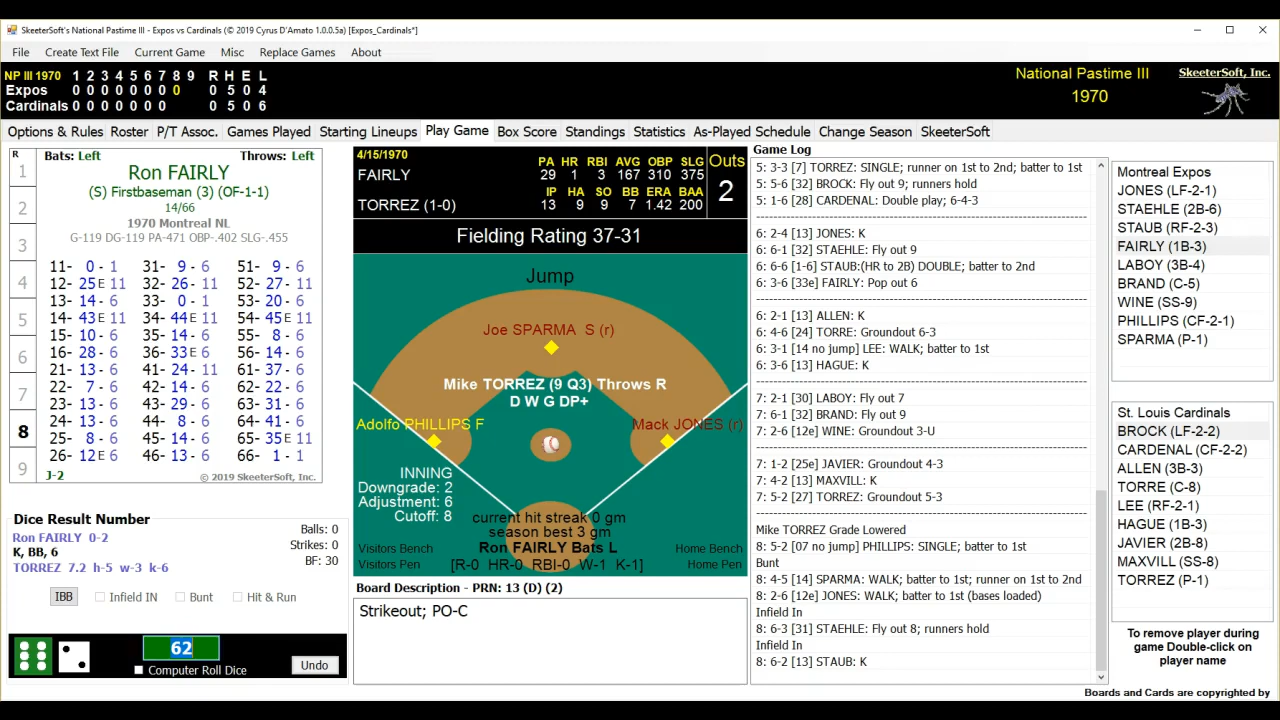 SkeeterSoft's National Pastime III - Expos vs Cardinals (© 2019 Cyrus D'Amato 1.0.0.5a) [Expos_Cardinals*]
File Create Text File Current Game Misc Replace Games About
NP III 1970 1 2 3 4 5 6 7 8 9 R H E L
Expos 0 0 0 0 0 0 0 0 0 5 0 4
Cardinals 0 0 0 0 0 0 0 0 5 0 6
National Pastime III
1970
SkeeterSoft, Inc.
Options & Rules Roster P/T Assoc. Games Played Starting Lineups Play Game Box Score Standings Statistics As-Played Schedule Change Season SkeeterSoft
R
1
2
3
4
5
6
7
8
9
Bats: Left Throws: Left
Ron FAIRLY
(S) Firstbaseman (3) (OF-1-1)
14/66
1970 Montreal NL
G-119 DG-119 PA-471 OBP-.402 SLG-.455
11- 0 - 1 31- 9 - 6 51- 9 - 6
12- 25 E 11 32- 26 - 11 52- 27 - 11
13- 14 - 6 33- 0 - 1 53- 20 - 6
14- 43 E 11 34- 44 E 11 54- 45 E 11
15- 10 - 6 35- 14 - 6 55- 8 - 6
16- 28 - 6 36- 33 E 6 56- 14 - 6
21- 13 - 6 41- 24 - 11 61- 37 - 6
22- 7 - 6 42- 14 - 6 62- 22 - 6
23- 13 - 6 43- 29 - 6 63- 31 - 6
24- 13 - 6 44- 8 - 6 64- 41 - 6
25- 8 - 6 45- 14 - 6 65- 35 E 11
26- 12 E 6 46- 13 - 6 66- 1 - 1
J-2 © 2019 SkeeterSoft, Inc.
Dice Result Number
Ron FAIRLY 0-2
K, BB, 6
TORREZ 7.2 h-5 w-3 k-6
Balls: 0
Strikes: 0
BF: 30
IBB Infield IN Bunt Hit & Run
62
Computer Roll Dice
Undo
4/15/1970 PA HR RBI AVG OBP SLG
FAIRLY 29 1 3 167 310 375
IP HA SO BB ERA BAA
TORREZ (1-0) 13 9 9 7 1.42 200
Outs
2
Fielding Rating 37-31
Jump
Joe SPARMA S (r)
Mike TORREZ (9 Q3) Throws R
D W G DP+
Adolfo PHILLIPS F
Mack JONES (r)
INNING
Downgrade: 2
Adjustment: 6
Cutoff: 8
current hit streak 0 gm
season best 3 gm
Ron FAIRLY Bats L
[R-0 HR-0 RBI-0 W-1 K-1]
Visitors Bench
Visitors Pen
Home Bench
Home Pen
Board Description - PRN: 13 (D) (2)
Strikeout; PO-C
Game Log
5: 3-3 [7] TORREZ: SINGLE; runner on 1st to 2nd; batter to 1st
5: 5-6 [32] BROCK: Fly out 9; runners hold
5: 1-6 [28] CARDENAL: Double play; 6-4-3
6: 2-4 [13] JONES: K
6: 6-1 [32] STAEHLE: Fly out 9
6: 6-6 [1-6] STAUB:(HR to 2B) DOUBLE; batter to 2nd
6: 3-6 [33e] FAIRLY: Pop out 6
6: 2-1 [13] ALLEN: K
6: 4-6 [24] TORRE: Groundout 6-3
6: 3-1 [14 no jump] LEE: WALK; batter to 1st
6: 3-6 [13] HAGUE: K
7: 2-1 [30] LABOY: Fly out 7
7: 6-1 [32] BRAND: Fly out 9
7: 2-6 [12e] WINE: Groundout 3-U
7: 1-2 [25e] JAVIER: Groundout 4-3
7: 4-2 [13] MAXVILL: K
7: 5-2 [27] TORREZ: Groundout 5-3
Mike TORREZ Grade Lowered
8: 5-2 [07 no jump] PHILLIPS: SINGLE; batter to 1st
Bunt
8: 4-5 [14] SPARMA: WALK; batter to 1st; runner on 1st to 2nd
8: 2-6 [12e] JONES: WALK; batter to 1st (bases loaded)
Infield In
8: 6-3 [31] STAEHLE: Fly out 8; runners hold
Infield In
8: 6-2 [13] STAUB: K
Montreal Expos
JONES (LF-2-1)
STAEHLE (2B-6)
STAUB (RF-2-3)
FAIRLY (1B-3)
LABOY (3B-4)
BRAND (C-5)
WINE (SS-9)
PHILLIPS (CF-2-1)
SPARMA (P-1)
St. Louis Cardinals
BROCK (LF-2-2)
CARDENAL (CF-2-2)
ALLEN (3B-3)
TORRE (C-8)
LEE (RF-2-1)
HAGUE (1B-3)
JAVIER (2B-8)
MAXVILL (SS-8)
TORREZ (P-1)
To remove player during
game Double-click on
player name
Boards and Cards are copyrighted by